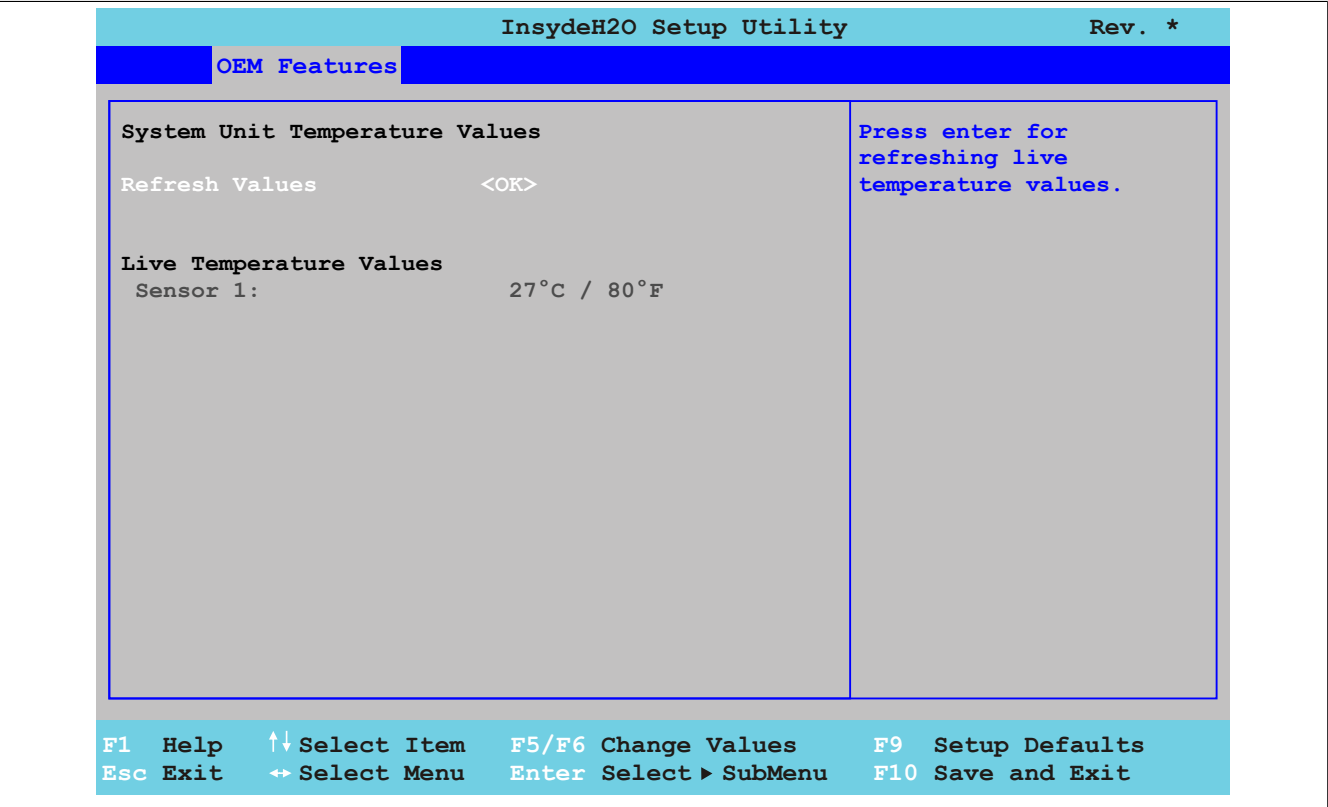 InsydeH2O Setup Utility Rev. *
OEM Features
System Unit Temperature Values
Refresh Values <OK>
Live Temperature Values
Sensor 1: 27°C / 80°F
Press enter for
refreshing live
temperature values.
F1 Help ↑↓ Select Item F5/F6 Change Values F9 Setup Defaults
Esc Exit ↔ Select Menu Enter Select ▶ SubMenu F10 Save and Exit